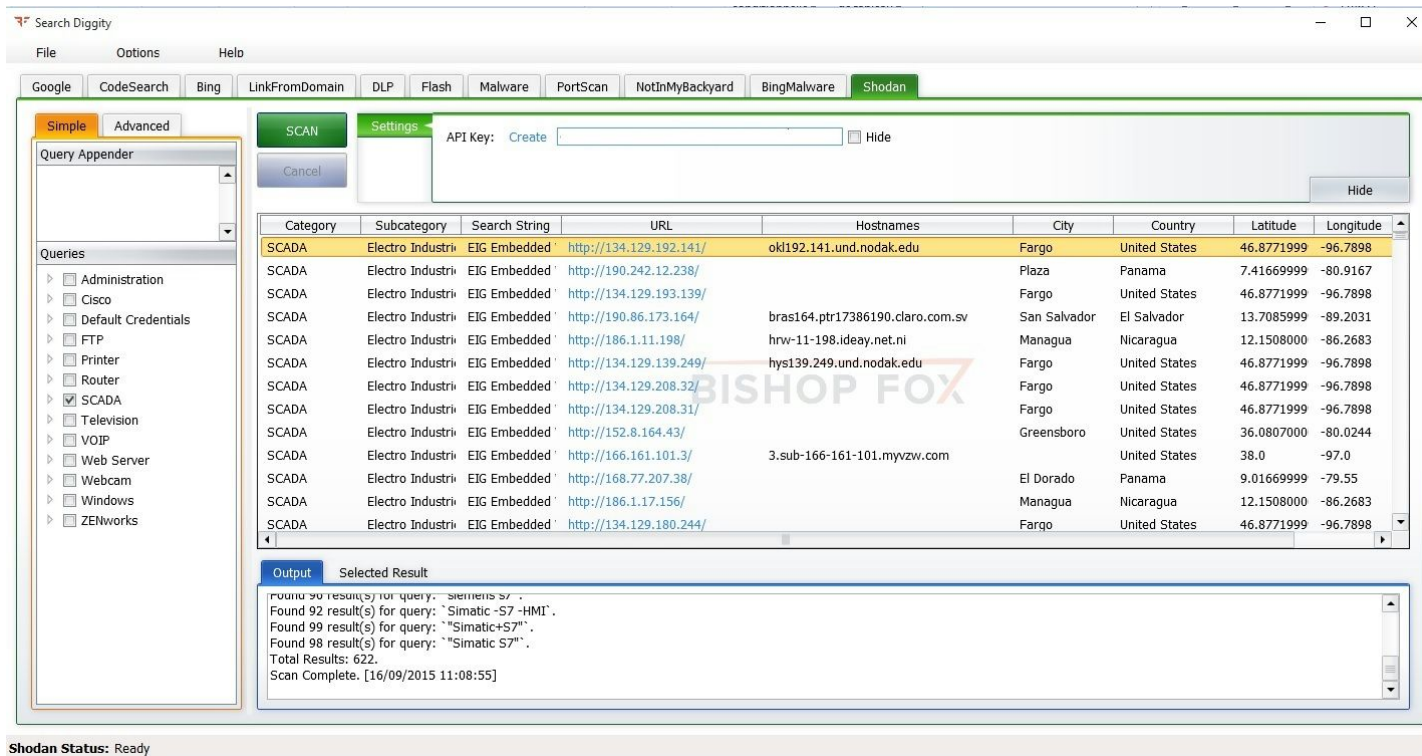 Search Diggity
File Options Help
Google CodeSearch Bing LinkFromDomain DLP Flash Malware PortScan NotInMyBackyard BingMalware Shodan
Simple Advanced
Query Appender
Queries
Administration
Cisco
Default Credentials
FTP
Printer
Router
SCADA
Television
VOIP
Web Server
Webcam
Windows
ZENworks
SCAN
Cancel
Settings
API Key: Create Hide
Hide
Category Subcategory Search String URL Hostnames City Country Latitude Longitude
SCADA Electro Industri EIG Embedded http://134.129.192.141/ okl192.141.und.nodak.edu Fargo United States 46.8771999 -96.7898
SCADA Electro Industri EIG Embedded http://190.242.12.238/ Plaza Panama 7.41669999 -80.9167
SCADA Electro Industri EIG Embedded http://134.129.193.139/ Fargo United States 46.8771999 -96.7898
SCADA Electro Industri EIG Embedded http://190.86.173.164/ bras164.ptr17386190.claro.com.sv San Salvador El Salvador 13.7085999 -89.2031
SCADA Electro Industri EIG Embedded http://186.1.11.198/ hrw-11-198.ideay.net.ni Managua Nicaragua 12.1508000 -86.2683
SCADA Electro Industri EIG Embedded http://134.129.139.249/ hys139.249.und.nodak.edu Fargo United States 46.8771999 -96.7898
SCADA Electro Industri EIG Embedded http://134.129.208.32/ Fargo United States 46.8771999 -96.7898
BISHOP FOX
SCADA Electro Industri EIG Embedded http://134.129.208.31/ Fargo United States 46.8771999 -96.7898
SCADA Electro Industri EIG Embedded http://152.8.164.43/ Greensboro United States 36.0807000 -80.0244
SCADA Electro Industri EIG Embedded http://166.161.101.3/ 3.sub-166-161-101.myvzw.com United States 38.0 -97.0
SCADA Electro Industri EIG Embedded http://168.77.207.38/ El Dorado Panama 9.01669999 -79.55
SCADA Electro Industri EIG Embedded http://186.1.17.156/ Managua Nicaragua 12.1508000 -86.2683
SCADA Electro Industri EIG Embedded http://134.129.180.244/ Fargo United States 46.8771999 -96.7898
Output Selected Result
Found 90 result(s) for query: `siemens s7`.
Found 92 result(s) for query: `Simatic -S7 -HMI`.
Found 99 result(s) for query: `"Simatic+S7"`.
Found 98 result(s) for query: `"Simatic S7"`.
Total Results: 622.
Scan Complete. [16/09/2015 11:08:55]
Shodan Status: Ready